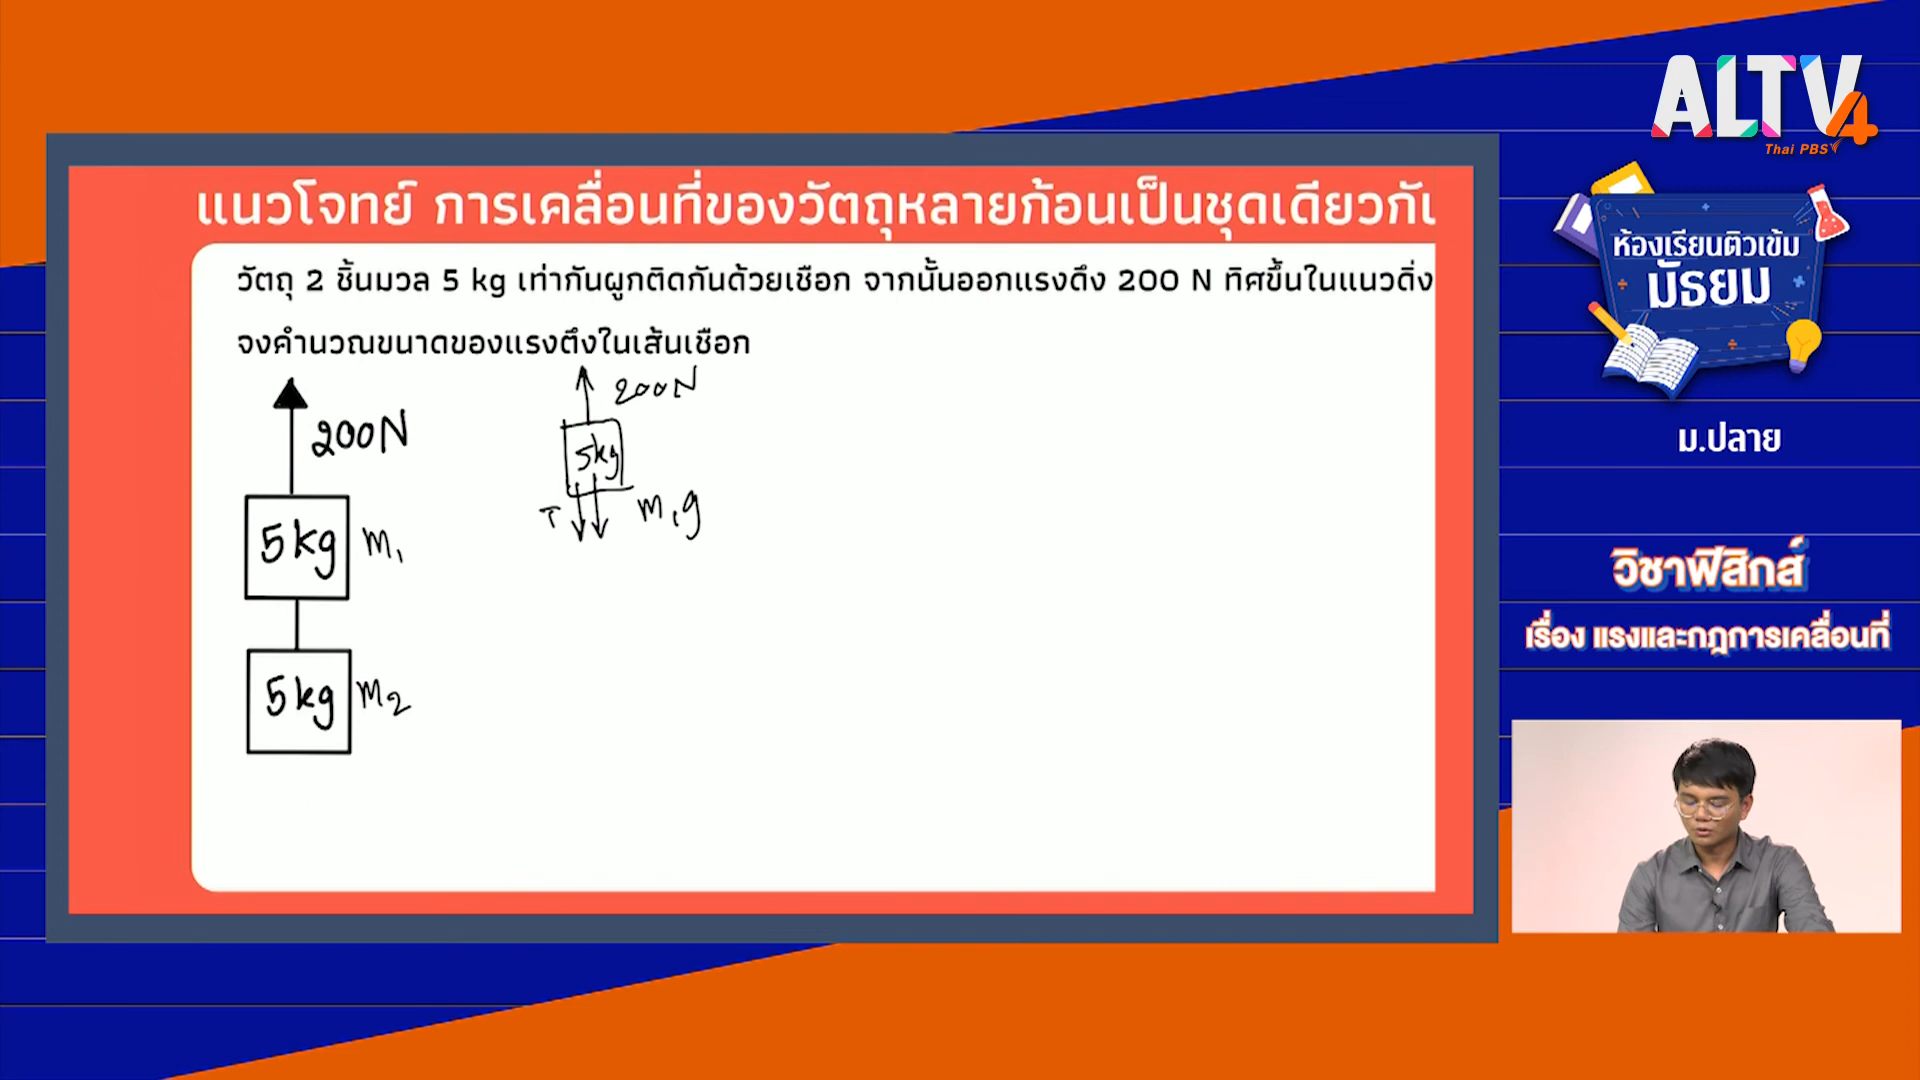 ALTV4
Thai PBS
แนวโจทย์ การเคลื่อนที่ของวัตถุหลายก้อนเป็นชุดเดียวกัน
วัตถุ 2 ชิ้นมวล 5 kg เท่ากันผูกติดกันด้วยเชือก จากนั้นออกแรงดึง 200 N ทิศขึ้นในแนวดิ่ง
จงคำนวณขนาดของแรงตึงในเส้นเชือก
200N
5kg m₁
5kg m₂
200N
5kg
T m₁g
ห้องเรียนติวเข้ม
มัธยม
ม.ปลาย
วิชาฟิสิกส์
เรื่อง แรงและกฎการเคลื่อนที่